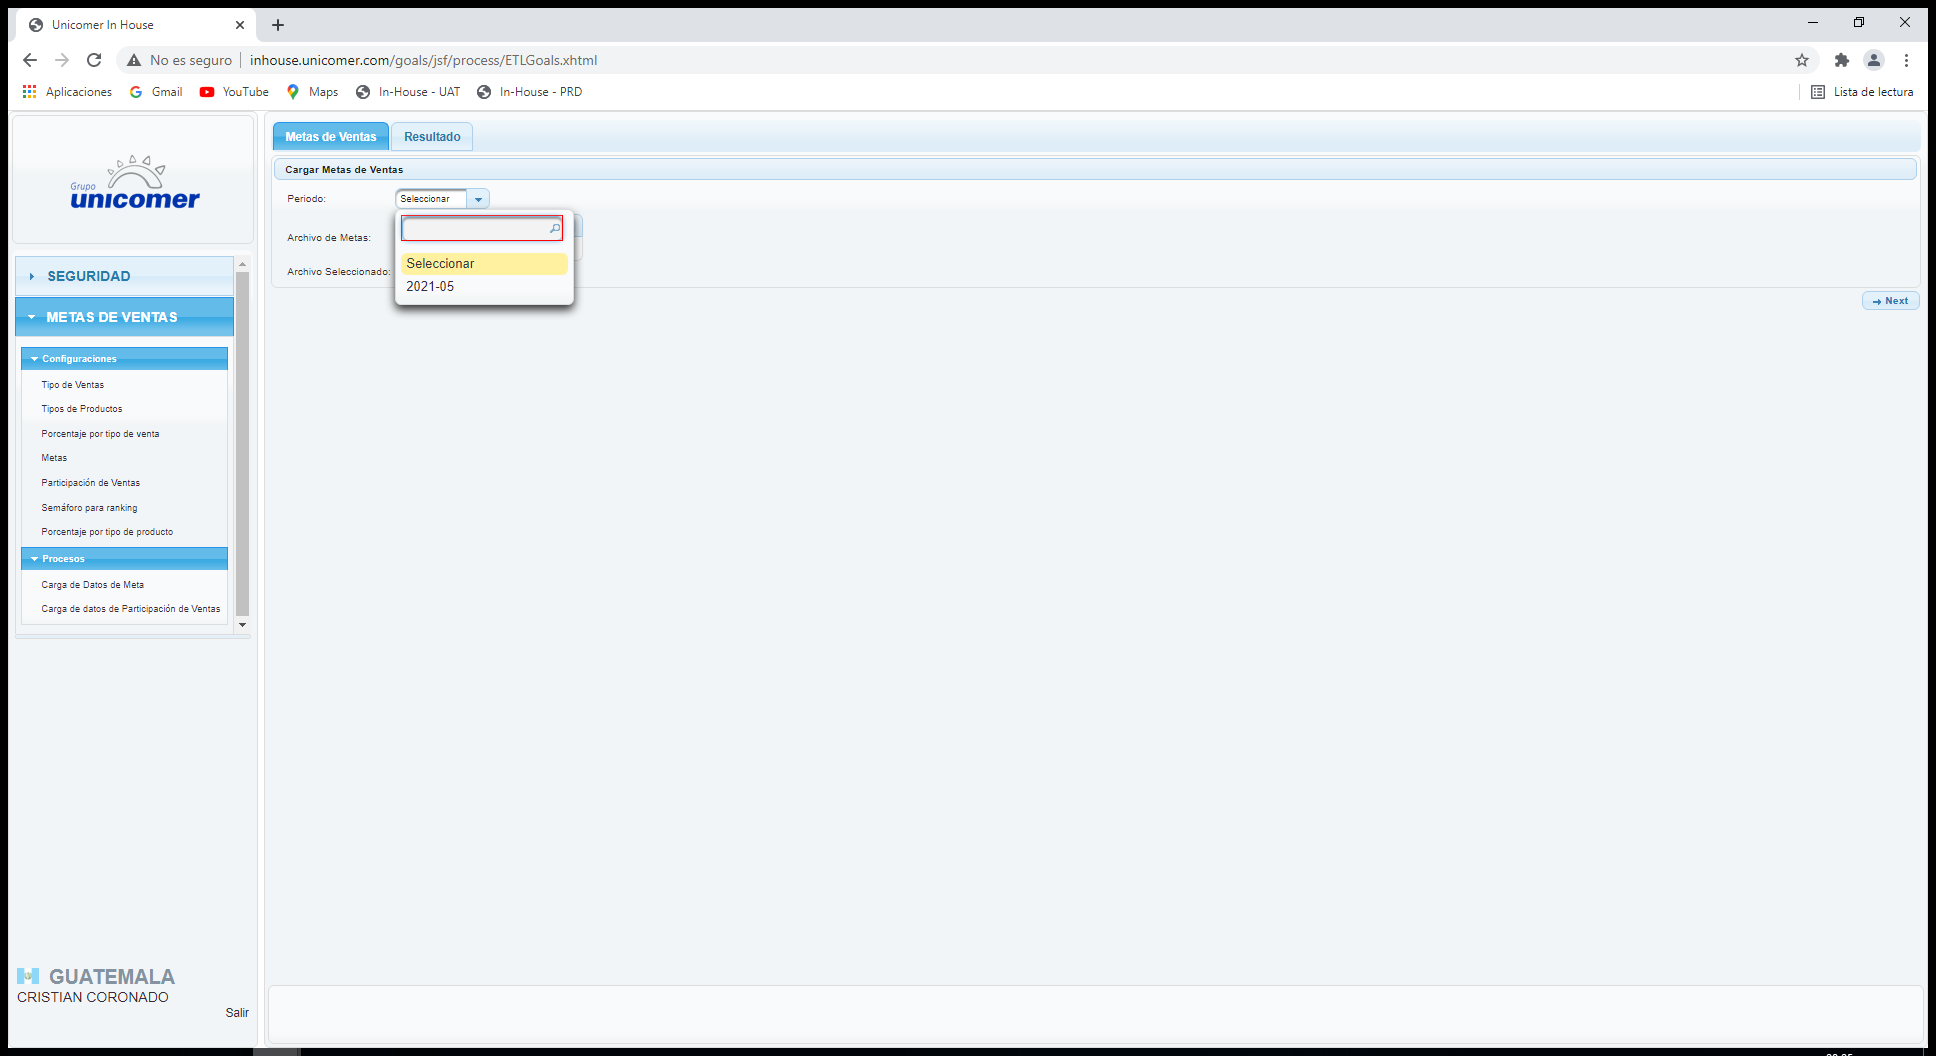 Unicomer In House
No es seguro
inhouse.unicomer.com/goals/jsf/process/ETLGoals.xhtml
Aplicaciones
Gmail
YouTube
Maps
In-House - UAT
In-House - PRD
Lista de lectura
Grupo
unicomer
SEGURIDAD
METAS DE VENTAS
Configuraciones
Tipo de Ventas
Tipos de Productos
Porcentaje por tipo de venta
Metas
Participación de Ventas
Semáforo para ranking
Porcentaje por tipo de producto
Procesos
Carga de Datos de Meta
Carga de datos de Participación de Ventas
GUATEMALA
CRISTIAN CORONADO
Salir
Metas de Ventas
Resultado
Cargar Metas de Ventas
Periodo:
Seleccionar
Seleccionar
2021-05
Archivo de Metas:
Archivo Seleccionado:
Next